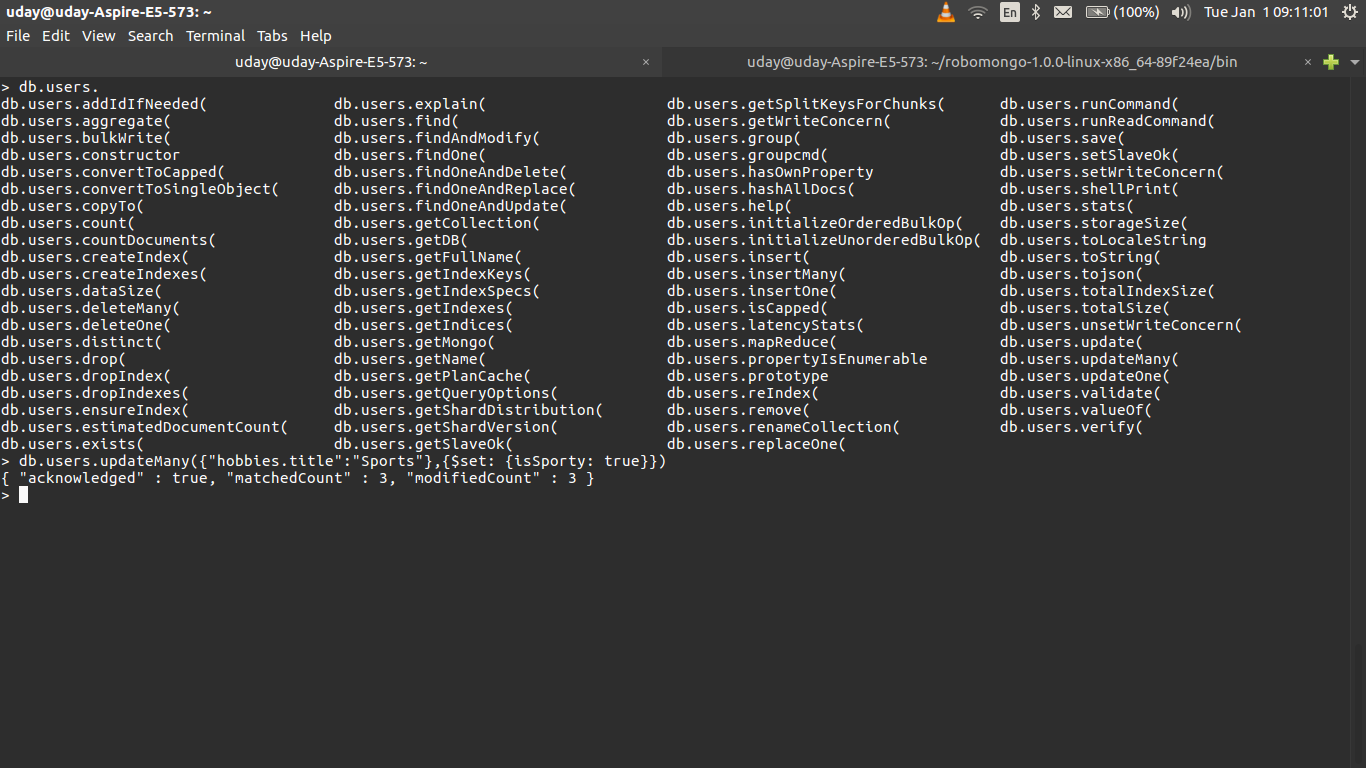 uday@uday-Aspire-E5-573: ~ En (100%) Tue Jan 1 09:11:01
File Edit View Search Terminal Tabs Help
uday@uday-Aspire-E5-573: ~ × uday@uday-Aspire-E5-573: ~/robomongo-1.0.0-linux-x86_64-89f24ea/bin ×
> db.users.
db.users.addIdIfNeeded( db.users.explain( db.users.getSplitKeysForChunks( db.users.runCommand(
db.users.aggregate( db.users.find( db.users.getWriteConcern( db.users.runReadCommand(
db.users.bulkWrite( db.users.findAndModify( db.users.group( db.users.save(
db.users.constructor db.users.findOne( db.users.groupcmd( db.users.setSlaveOk(
db.users.convertToCapped( db.users.findOneAndDelete( db.users.hasOwnProperty db.users.setWriteConcern(
db.users.convertToSingleObject( db.users.findOneAndReplace( db.users.hashAllDocs( db.users.shellPrint(
db.users.copyTo( db.users.findOneAndUpdate( db.users.help( db.users.stats(
db.users.count( db.users.getCollection( db.users.initializeOrderedBulkOp( db.users.storageSize(
db.users.countDocuments( db.users.getDB( db.users.initializeUnorderedBulkOp( db.users.toLocaleString
db.users.createIndex( db.users.getFullName( db.users.insert( db.users.toString(
db.users.createIndexes( db.users.getIndexKeys( db.users.insertMany( db.users.tojson(
db.users.dataSize( db.users.getIndexSpecs( db.users.insertOne( db.users.totalIndexSize(
db.users.deleteMany( db.users.getIndexes( db.users.isCapped( db.users.totalSize(
db.users.deleteOne( db.users.getIndices( db.users.latencyStats( db.users.unsetWriteConcern(
db.users.distinct( db.users.getMongo( db.users.mapReduce( db.users.update(
db.users.drop( db.users.getName( db.users.propertyIsEnumerable db.users.updateMany(
db.users.dropIndex( db.users.getPlanCache( db.users.prototype db.users.updateOne(
db.users.dropIndexes( db.users.getQueryOptions( db.users.reIndex( db.users.validate(
db.users.ensureIndex( db.users.getShardDistribution( db.users.remove( db.users.valueOf(
db.users.estimatedDocumentCount( db.users.getShardVersion( db.users.renameCollection( db.users.verify(
db.users.exists( db.users.getSlaveOk( db.users.replaceOne(
> db.users.updateMany({"hobbies.title":"Sports"},{$set: {isSporty: true}})
{ "acknowledged" : true, "matchedCount" : 3, "modifiedCount" : 3 }
>